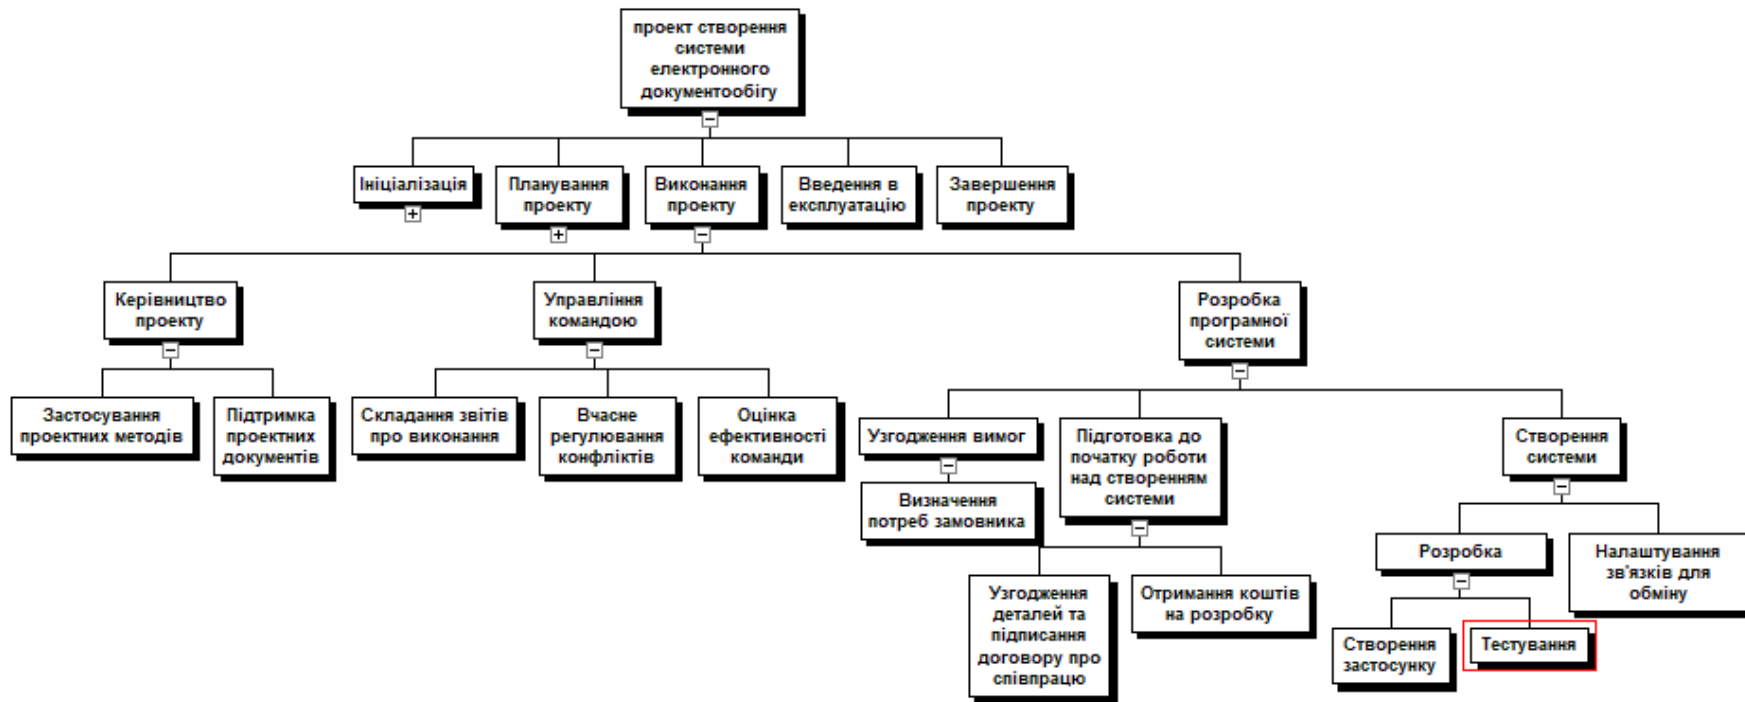 проект створення
системи
електронного
документообігу
Ініціалізація
Планування
проекту
Виконання
проекту
Введення в
експлуатацію
Завершення
проекту
Керівництво
проекту
Управління
командою
Розробка
програмної
системи
Застосування
проектних методів
Підтримка
проектних
документів
Складання звітів
про виконання
Вчасне
регулювання
конфліктів
Оцінка
ефективності
команди
Узгодження вимог
Визначення
потреб замовника
Підготовка до
початку роботи
над створенням
системи
Створення
системи
Узгодження
деталей та
підписання
договору про
співпрацю
Отримання коштів
на розробку
Розробка
Налаштування
зв'язків для
обміну
Створення
застосунку
Тестування